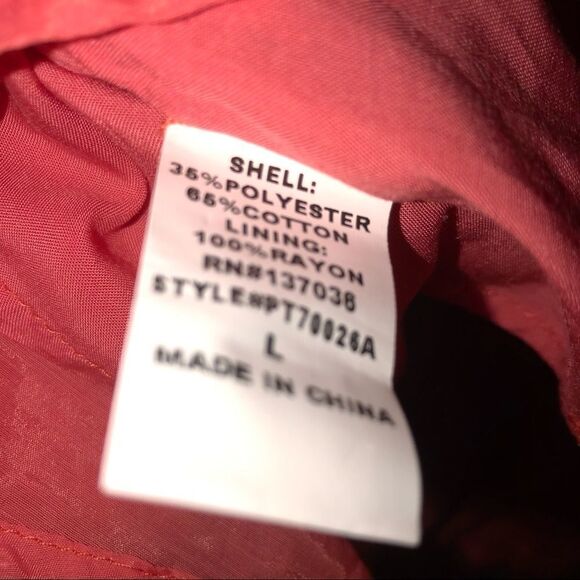 SHELL:
35%POLYESTER
65%COTTON
LINING:
100%RAYON
RN#137036
STYLE#PT70026A
L
MADE IN CHINA